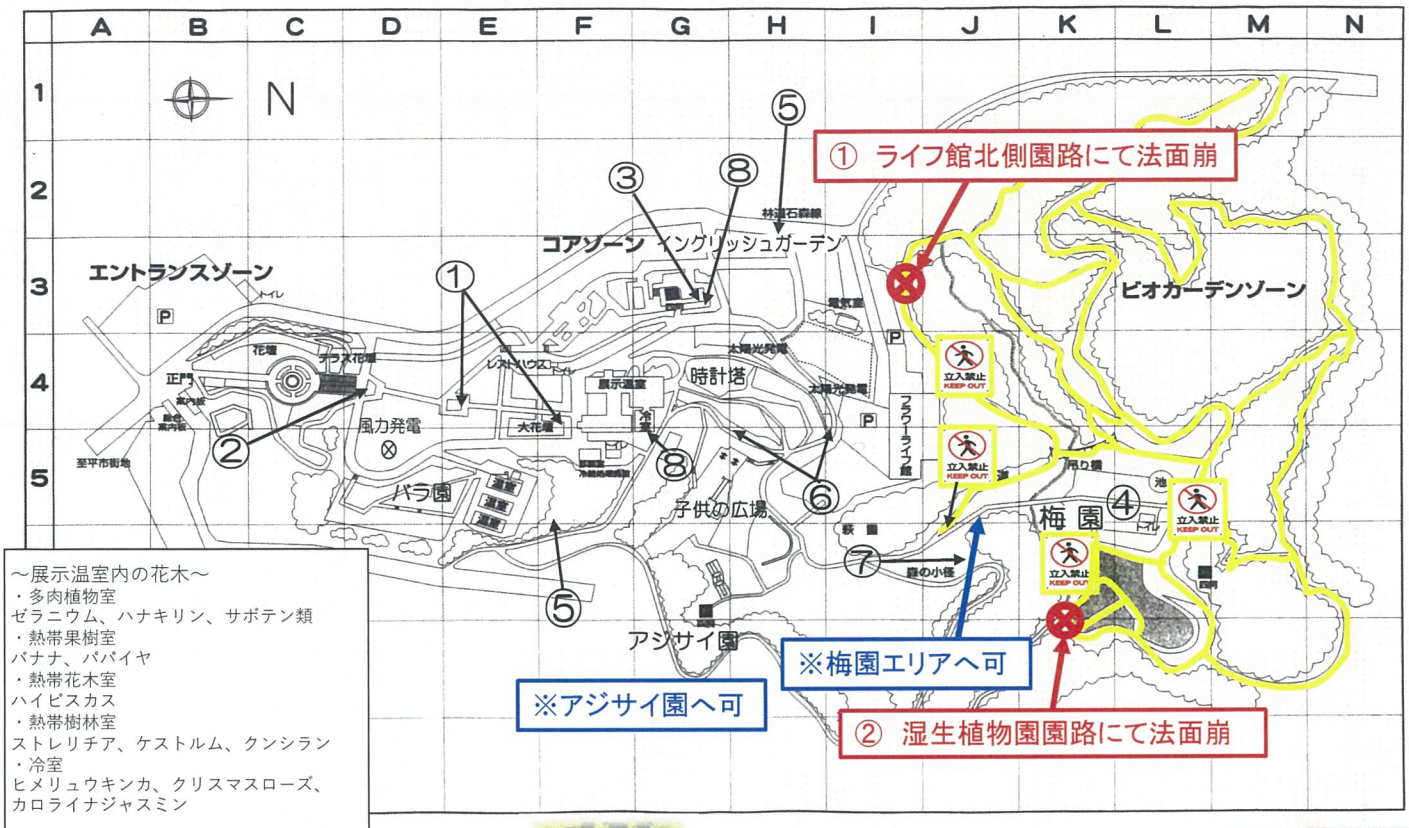 A B C D E F G H I J K L M N
1
2
3
4
5
N
⑤
① ライフ館北側園路にて法面崩
③
⑧
林道石森線
コアゾーン
イングリッシュガーデン
エントランスゾーン
①
トイレ
P
電気室
ビオガーデンゾーン
P
花壇
テラス花壇
レストハウス
トイレ
太陽光発電
時計塔
正門
展示温室
太陽光発電
立入禁止
KEEP OUT
案内板
総合案内板
風力発電
大花壇
冷室
P
フラワーライフ館
②
至平市街地
⑧
⑥
立入禁止
KEEP OUT
吊り橋
池
バラ園
温室
温室
温室
子供の広場
梅園
④
トイレ
立入禁止
KEEP OUT
萩園
⑦
森の小径
立入禁止
KEEP OUT
四阿
⑤
アジサイ園
※梅園エリアへ可
※アジサイ園へ可
② 湿生植物園園路にて法面崩
～展示温室内の花木～
・多肉植物室
ゼラニウム、ハナキリン、サボテン類
・熱帯果樹室
バナナ、パパイヤ
・熱帯花木室
ハイビスカス
・熱帯樹林室
ストレリチア、ケストルム、クンシラン
・冷室
ヒメリュウキンカ、クリスマスローズ、
カロライナジャスミン